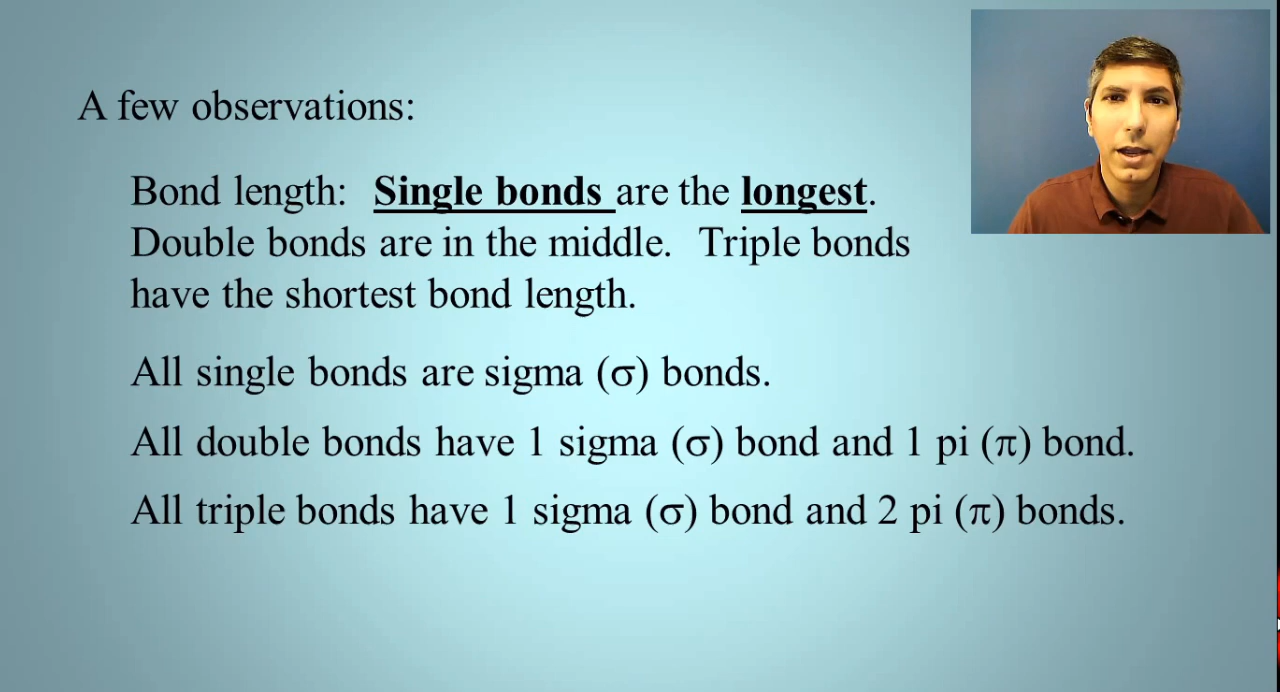 A few observations:
Bond length: Single bonds are the longest.
Double bonds are in the middle. Triple bonds
have the shortest bond length.
All single bonds are sigma (σ) bonds.
All double bonds have 1 sigma (σ) bond and 1 pi (π) bond.
All triple bonds have 1 sigma (σ) bond and 2 pi (π) bonds.